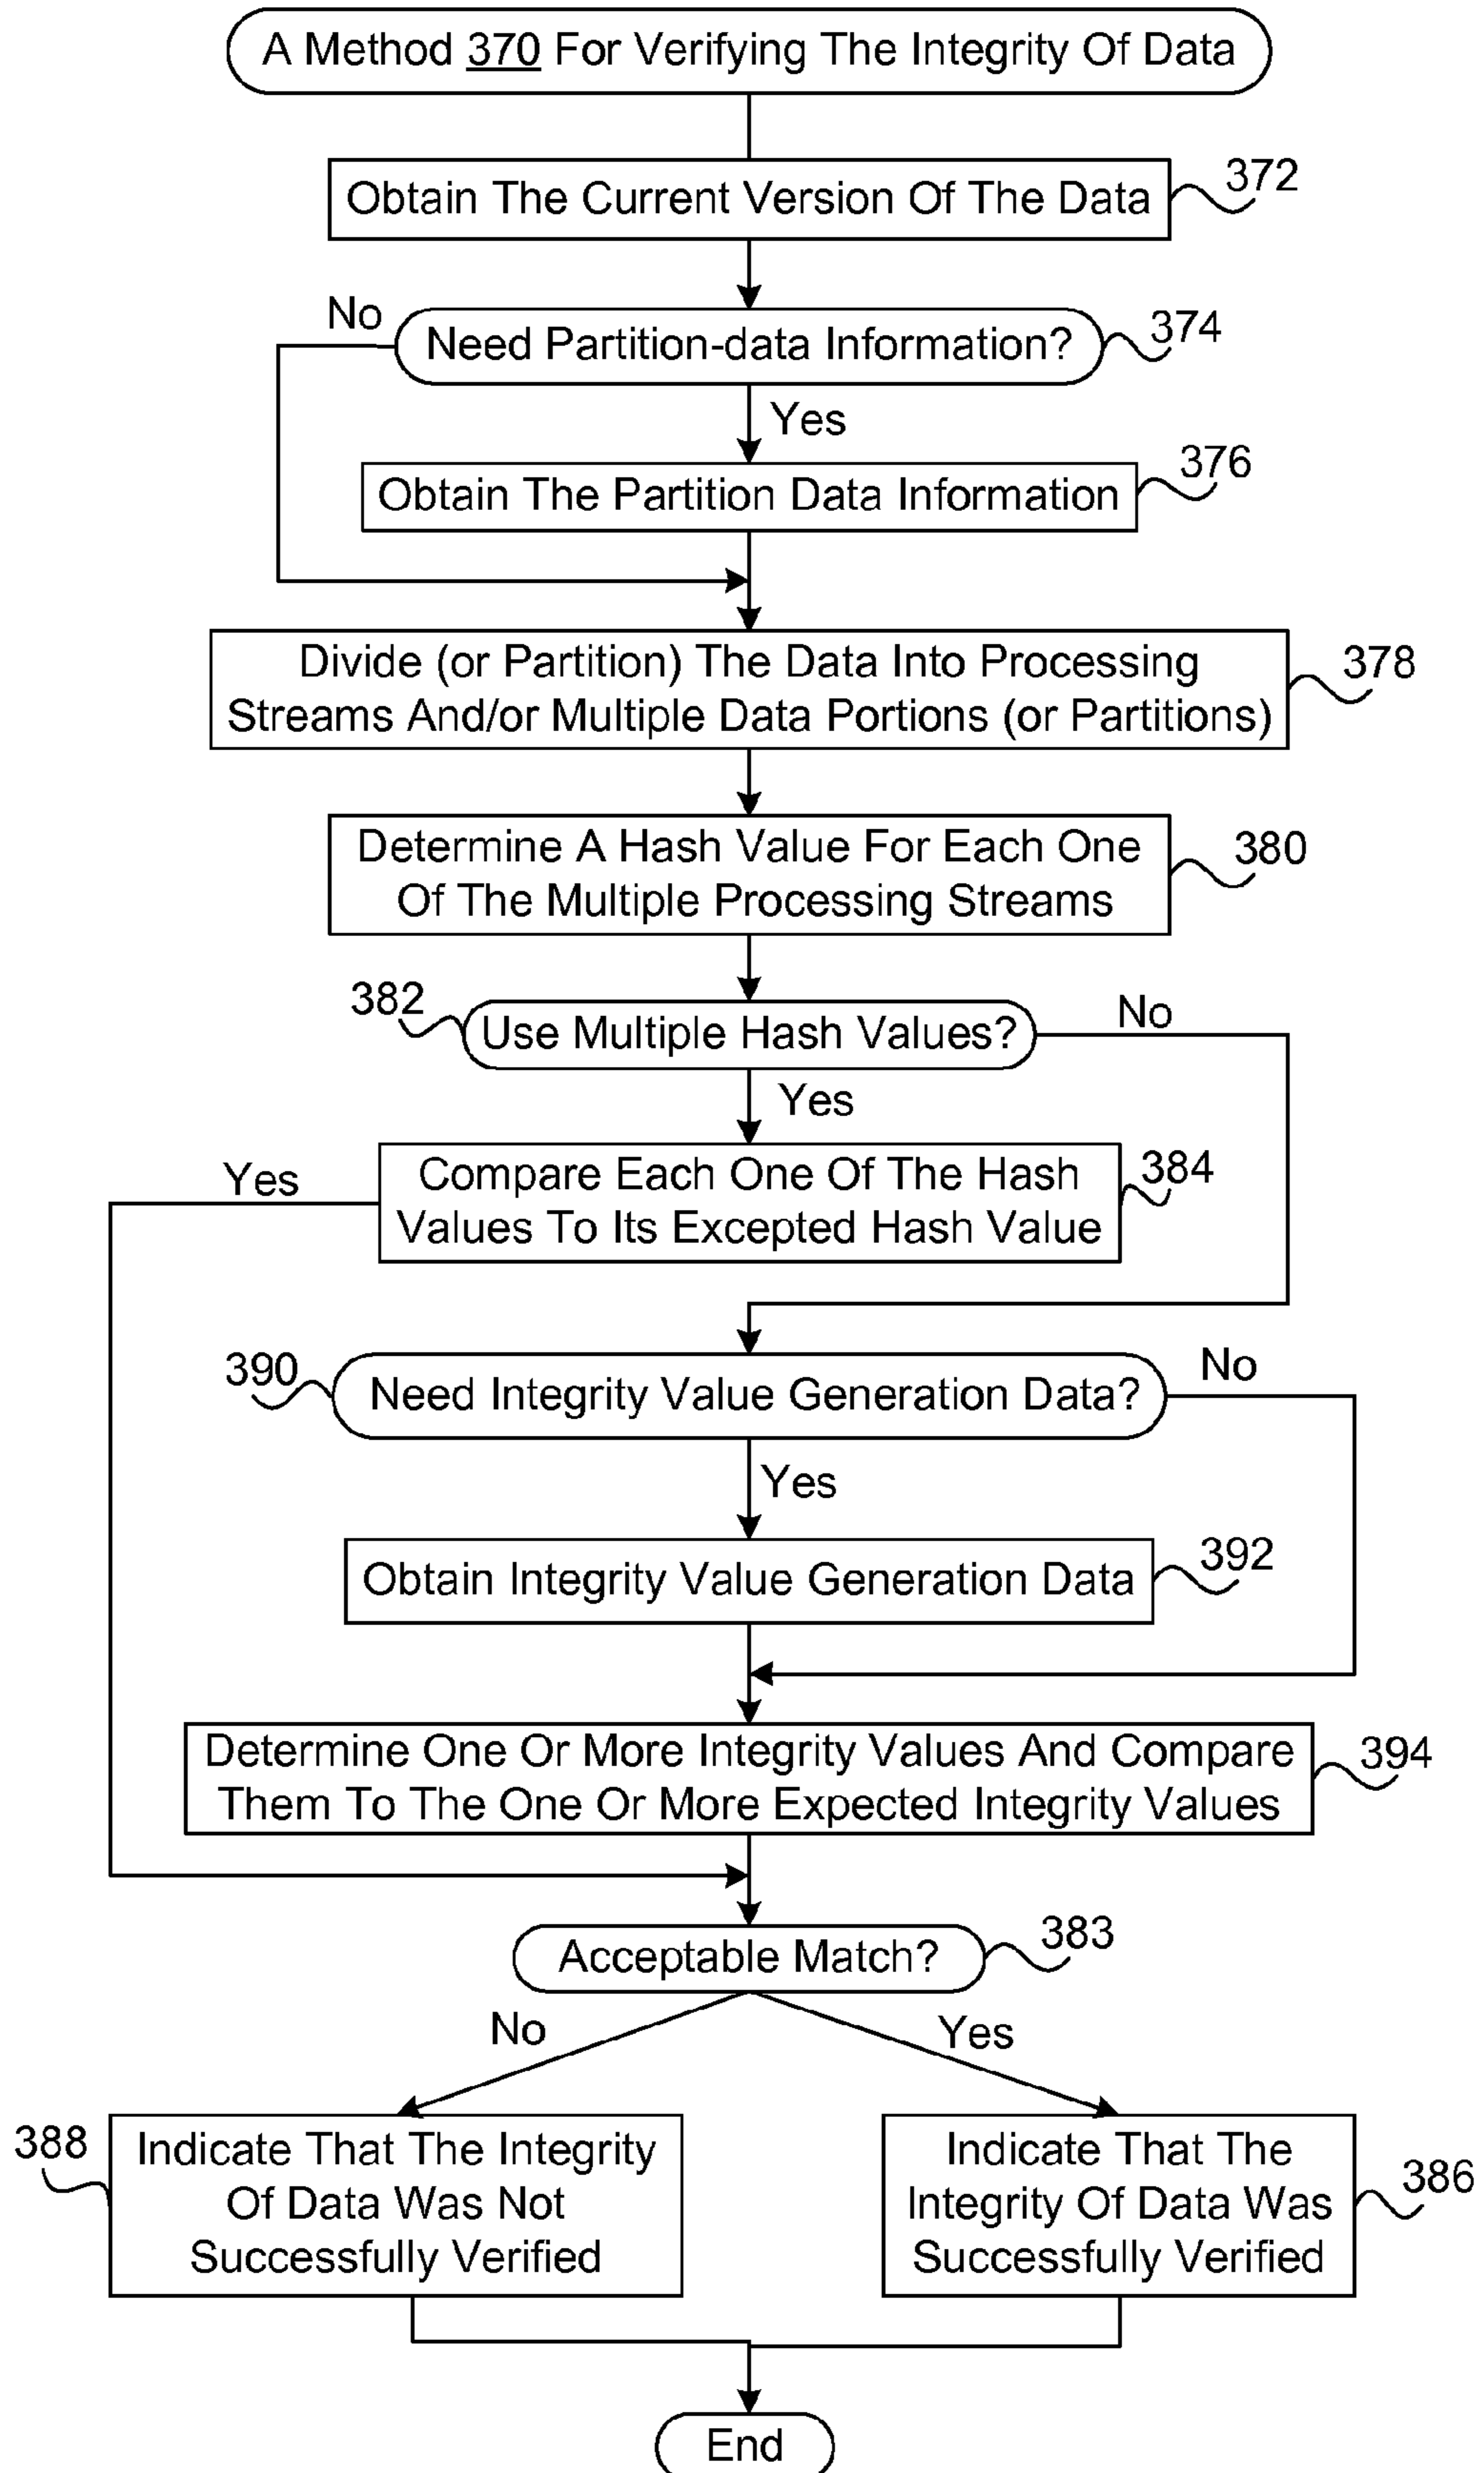 A Method 370 For Verifying The Integrity Of Data
Obtain The Current Version Of The Data
372
No
Need Partition-data Information?
374
Yes
Obtain The Partition Data Information
376
Divide (or Partition) The Data Into Processing
Streams And/or Multiple Data Portions (or Partitions)
378
Determine A Hash Value For Each One
Of The Multiple Processing Streams
380
382
Use Multiple Hash Values?
No
Yes
Yes
Compare Each One Of The Hash
Values To Its Excepted Hash Value
384
390
Need Integrity Value Generation Data?
No
Yes
Obtain Integrity Value Generation Data
392
Determine One Or More Integrity Values And Compare
Them To The One Or More Expected Integrity Values
394
Acceptable Match?
383
No
Yes
388
Indicate That The Integrity
Of Data Was Not
Successfully Verified
Indicate That The
Integrity Of Data Was
Successfully Verified
386
End